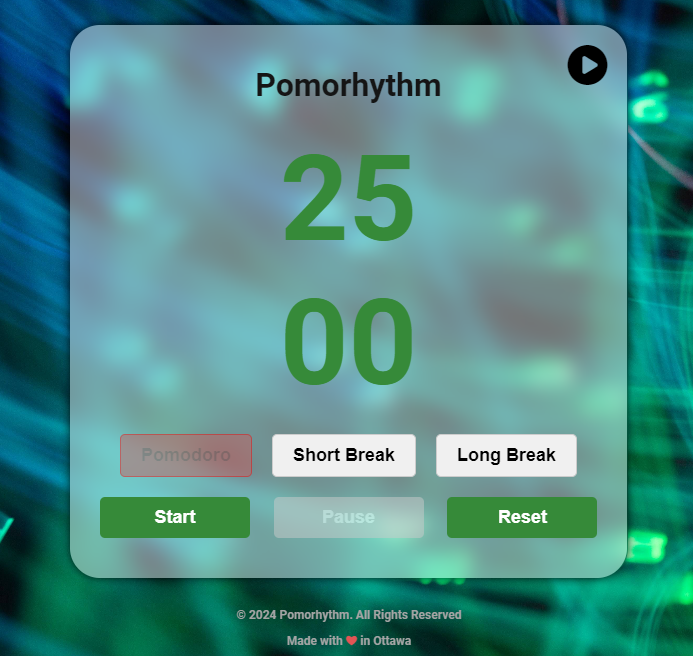 Pomorhythm
25
00
Pomodoro Short Break Long Break
Start Pause Reset
© 2024 Pomorhythm. All Rights Reserved
Made with ❤ in Ottawa